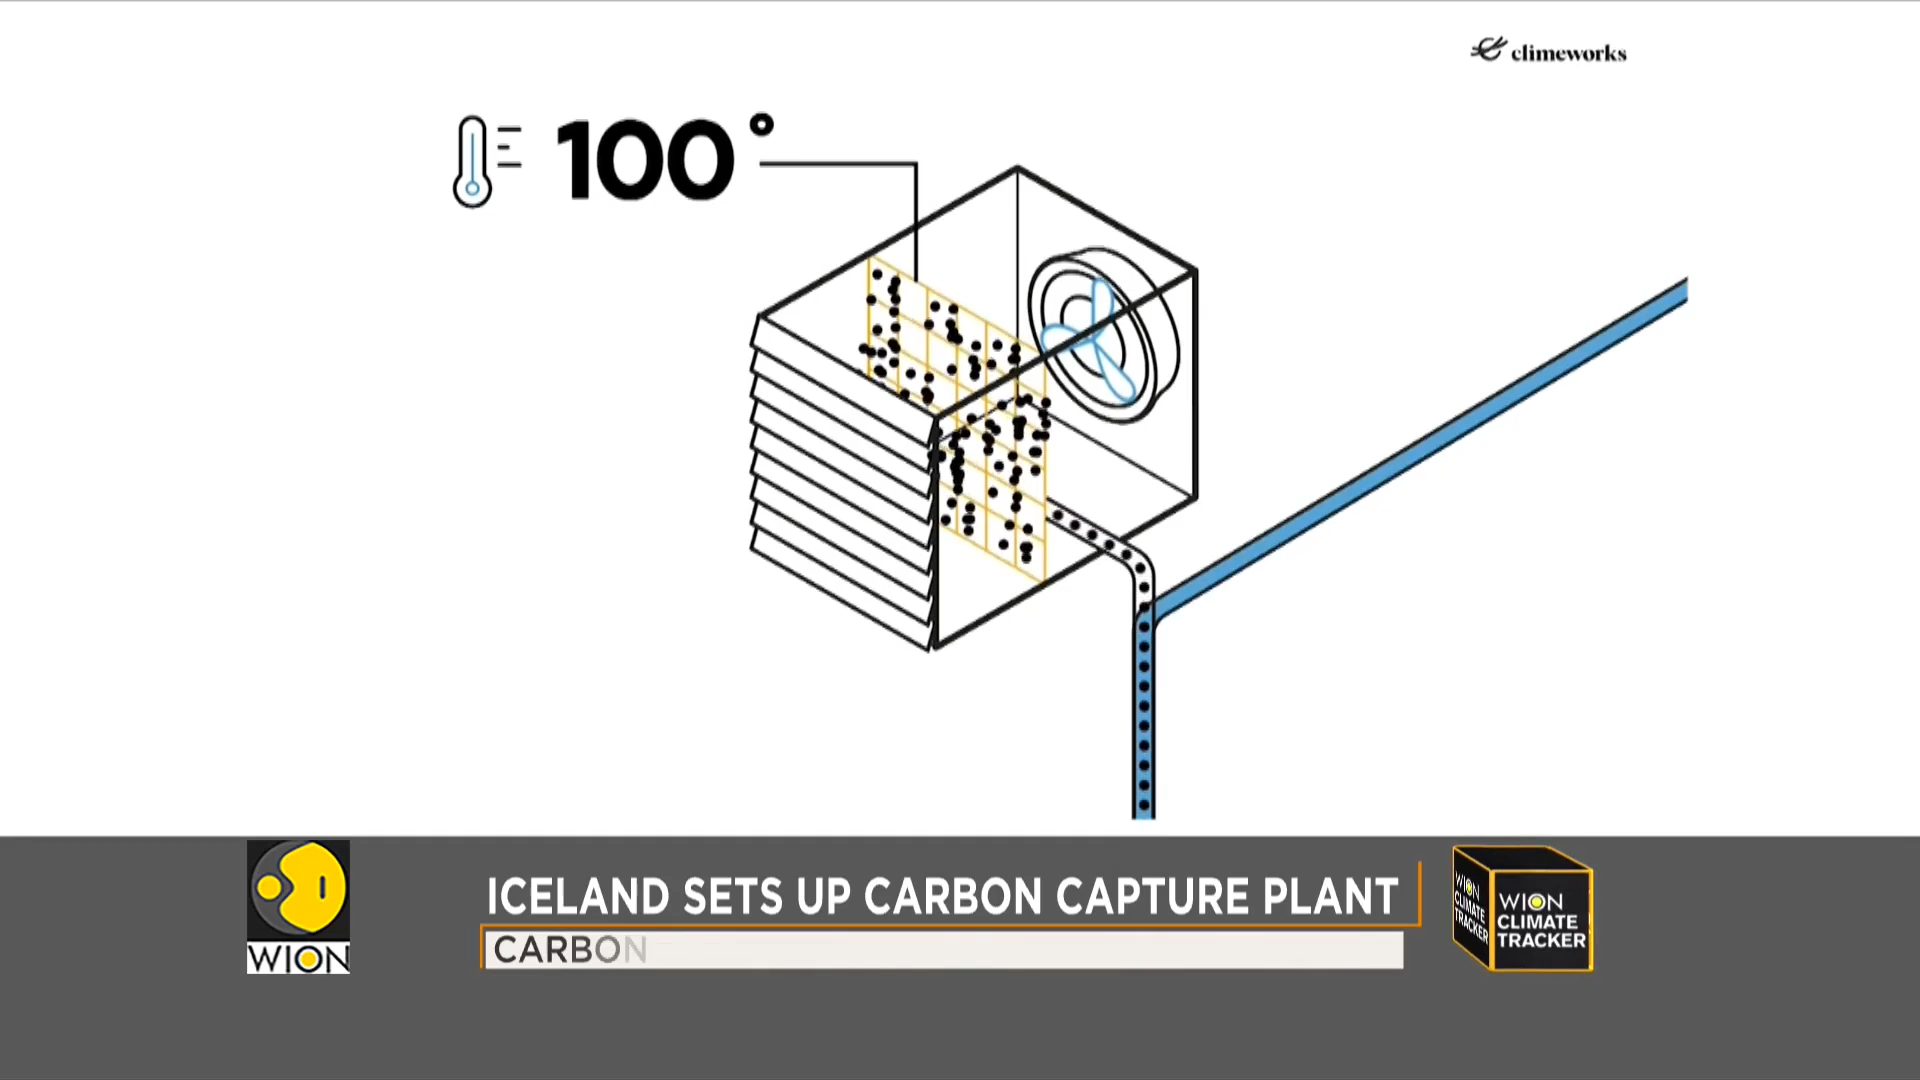 climeworks
100°
ICELAND SETS UP CARBON CAPTURE PLANT
CARBON
WION
WION
CLIMATE
TRACKER
WION
CLIMATE
TRACKER